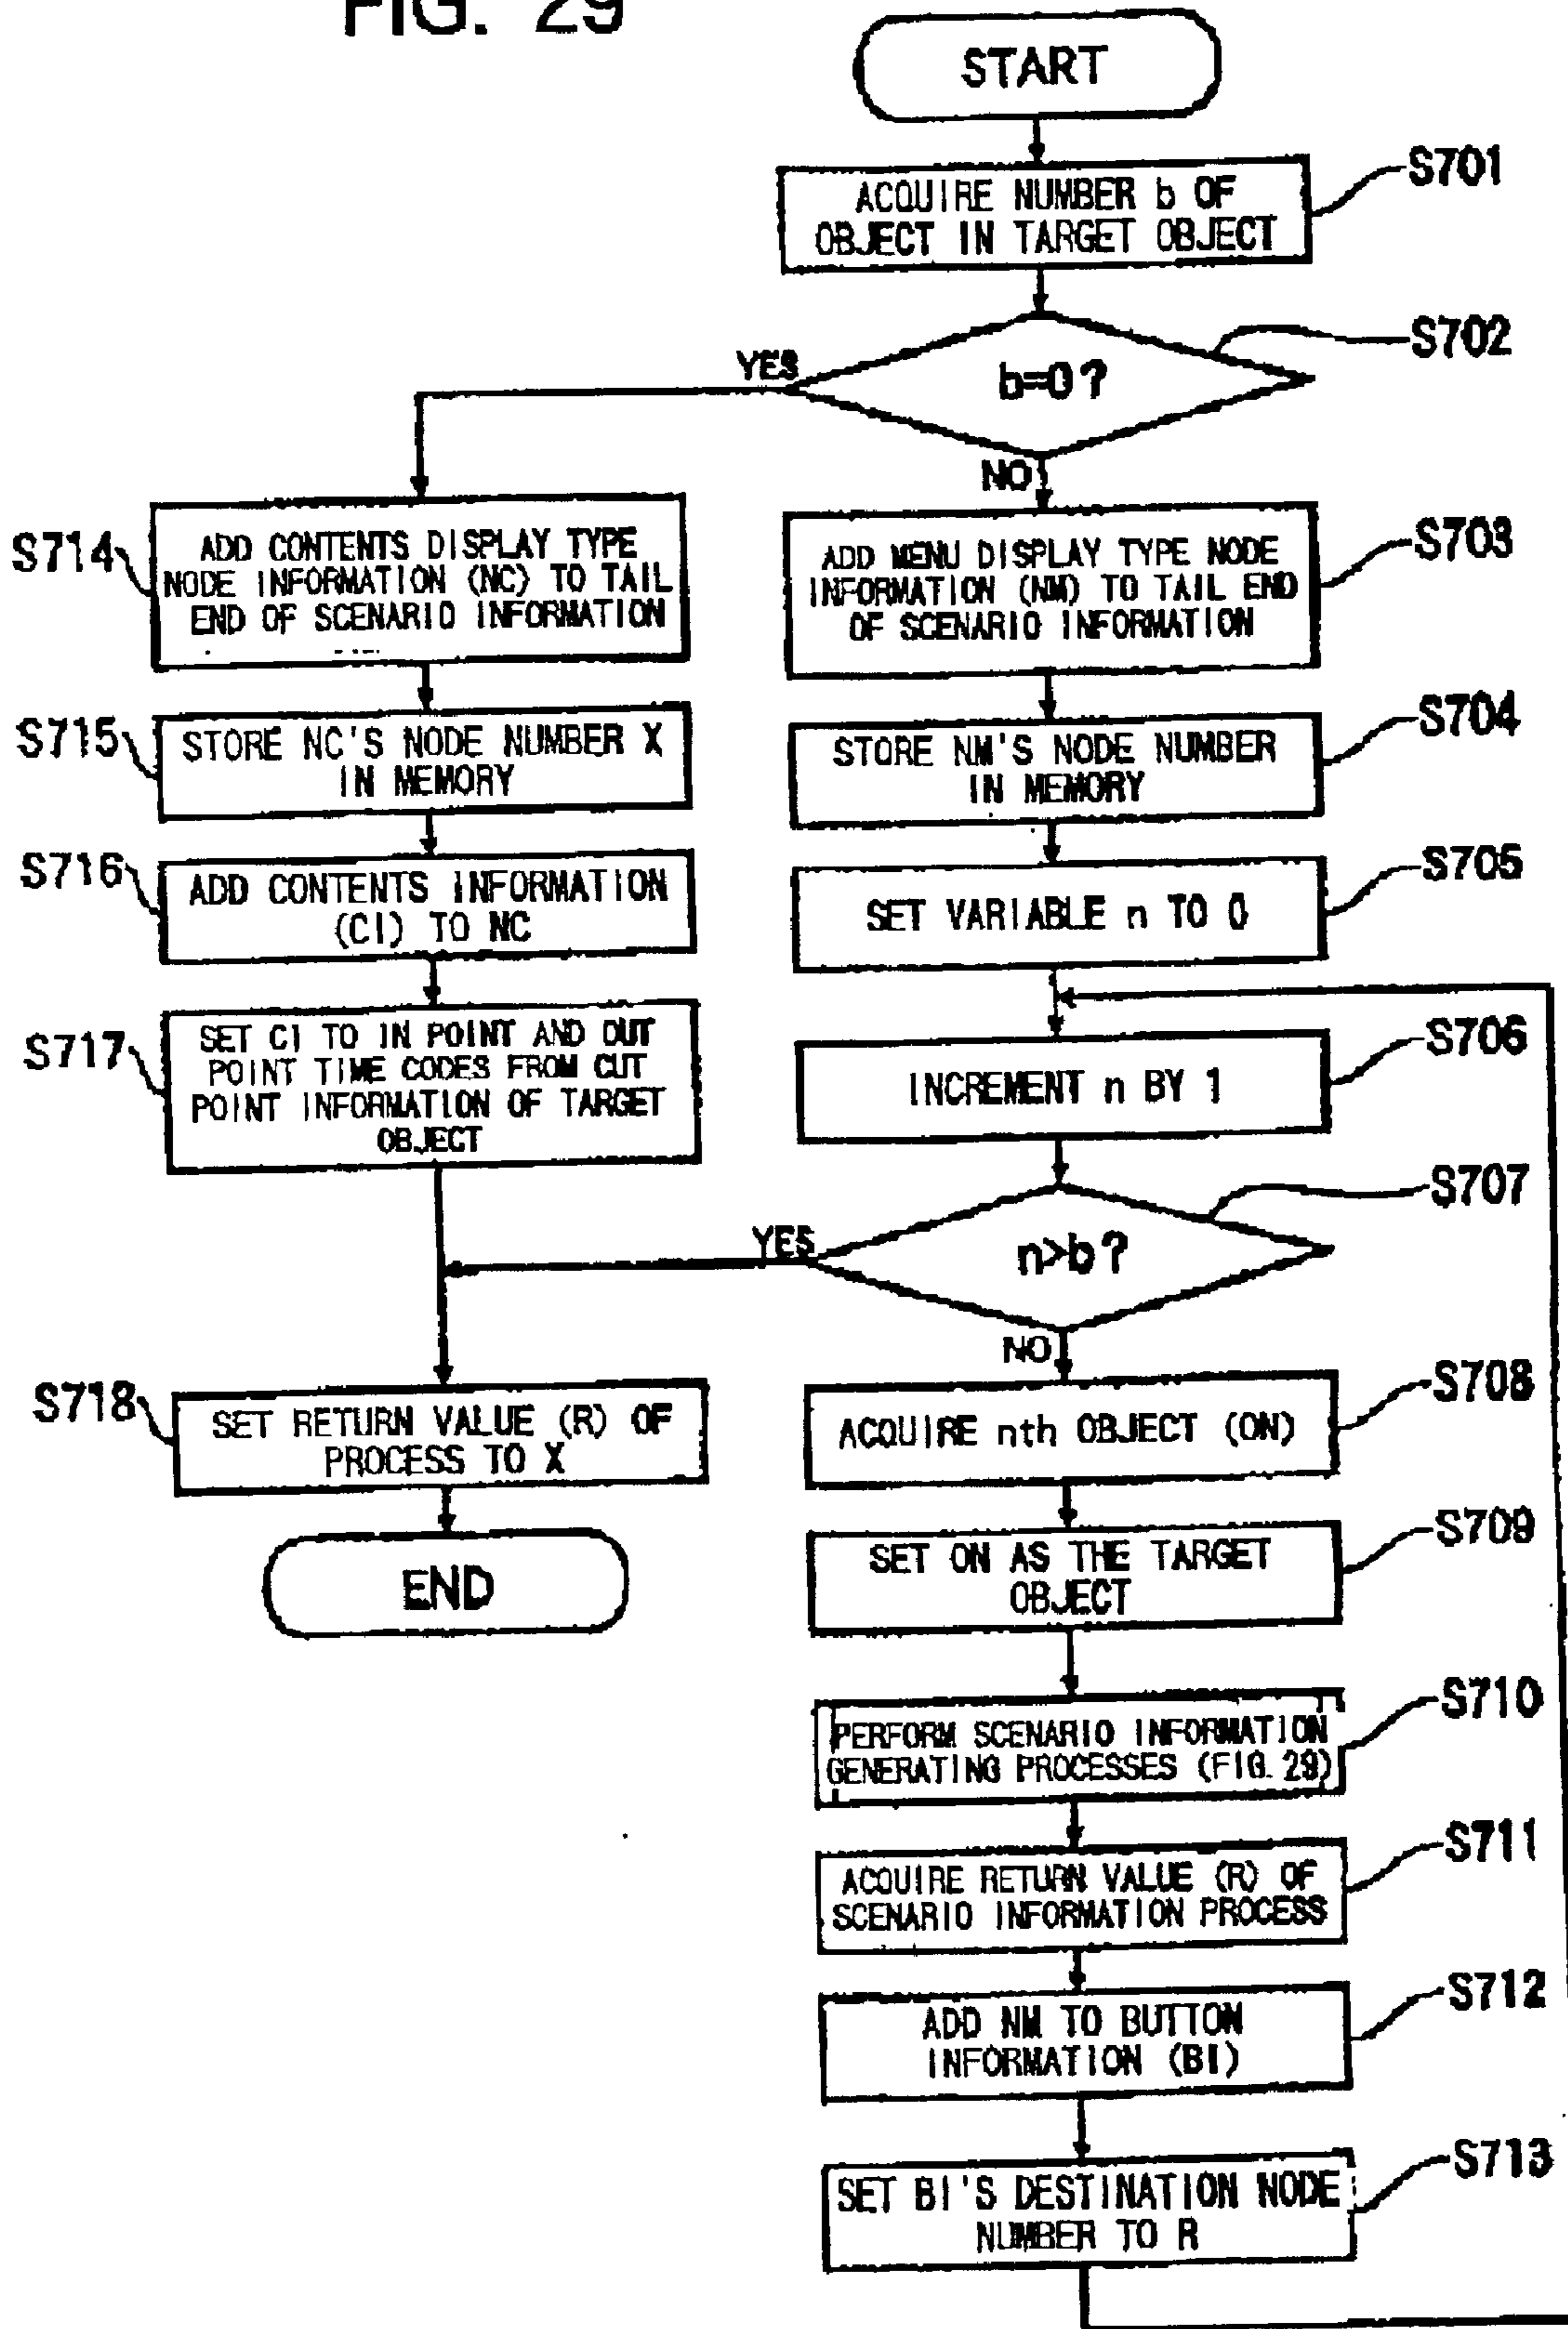 FIG. 29
START
S701
ACQUIRE NUMBER b OF
OBJECT IN TARGET OBJECT
S702
b=0?
YES
NO
S703
ADD MENU DISPLAY TYPE NODE
INFORMATION (NM) TO TAIL END
OF SCENARIO INFORMATION
S704
STORE NM'S NODE NUMBER
IN MEMORY
S705
SET VARIABLE n TO 0
S706
INCREMENT n BY 1
S707
n>b?
YES
NO
S708
ACQUIRE nth OBJECT (ON)
S709
SET ON AS THE TARGET
OBJECT
S710
PERFORM SCENARIO INFORMATION
GENERATING PROCESSES (FIG. 29)
S711
ACQUIRE RETURN VALUE (R) OF
SCENARIO INFORMATION PROCESS
S712
ADD NM TO BUTTON
INFORMATION (BI)
S713
SET BI'S DESTINATION NODE
NUMBER TO R
S714
ADD CONTENTS DISPLAY TYPE
NODE INFORMATION (NC) TO TAIL
END OF SCENARIO INFORMATION
S715
STORE NC'S NODE NUMBER X
IN MEMORY
S716
ADD CONTENTS INFORMATION
(CI) TO NC
S717
SET CI TO IN POINT AND OUT
POINT TIME CODES FROM CUT
POINT INFORMATION OF TARGET
OBJECT
S718
SET RETURN VALUE (R) OF
PROCESS TO X
END